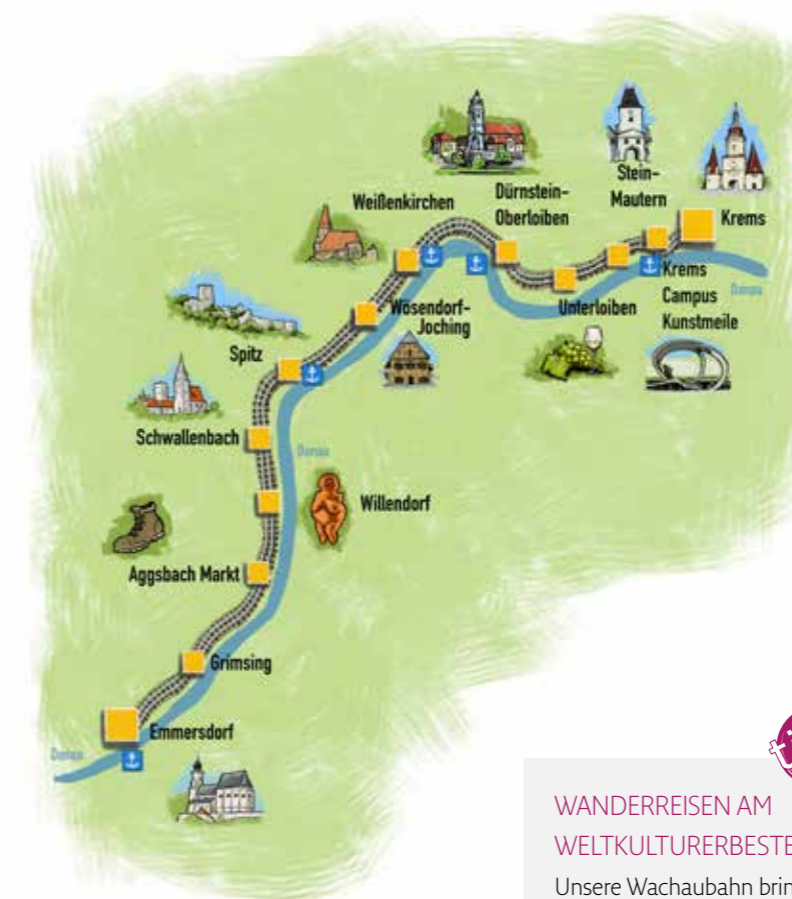 Stein-
Mautern
Krems
Dürnstein-
Oberloiben
Weißenkirchen
Krems
Campus
Kunstmeile
Donau
Unterloiben
Wösendorf-
Joching
Spitz
Schwallenbach
Donau
Willendorf
Aggsbach Markt
Grimsing
Emmersdorf
Donau
WANDERREISEN AM
Unsere Wachaubahn